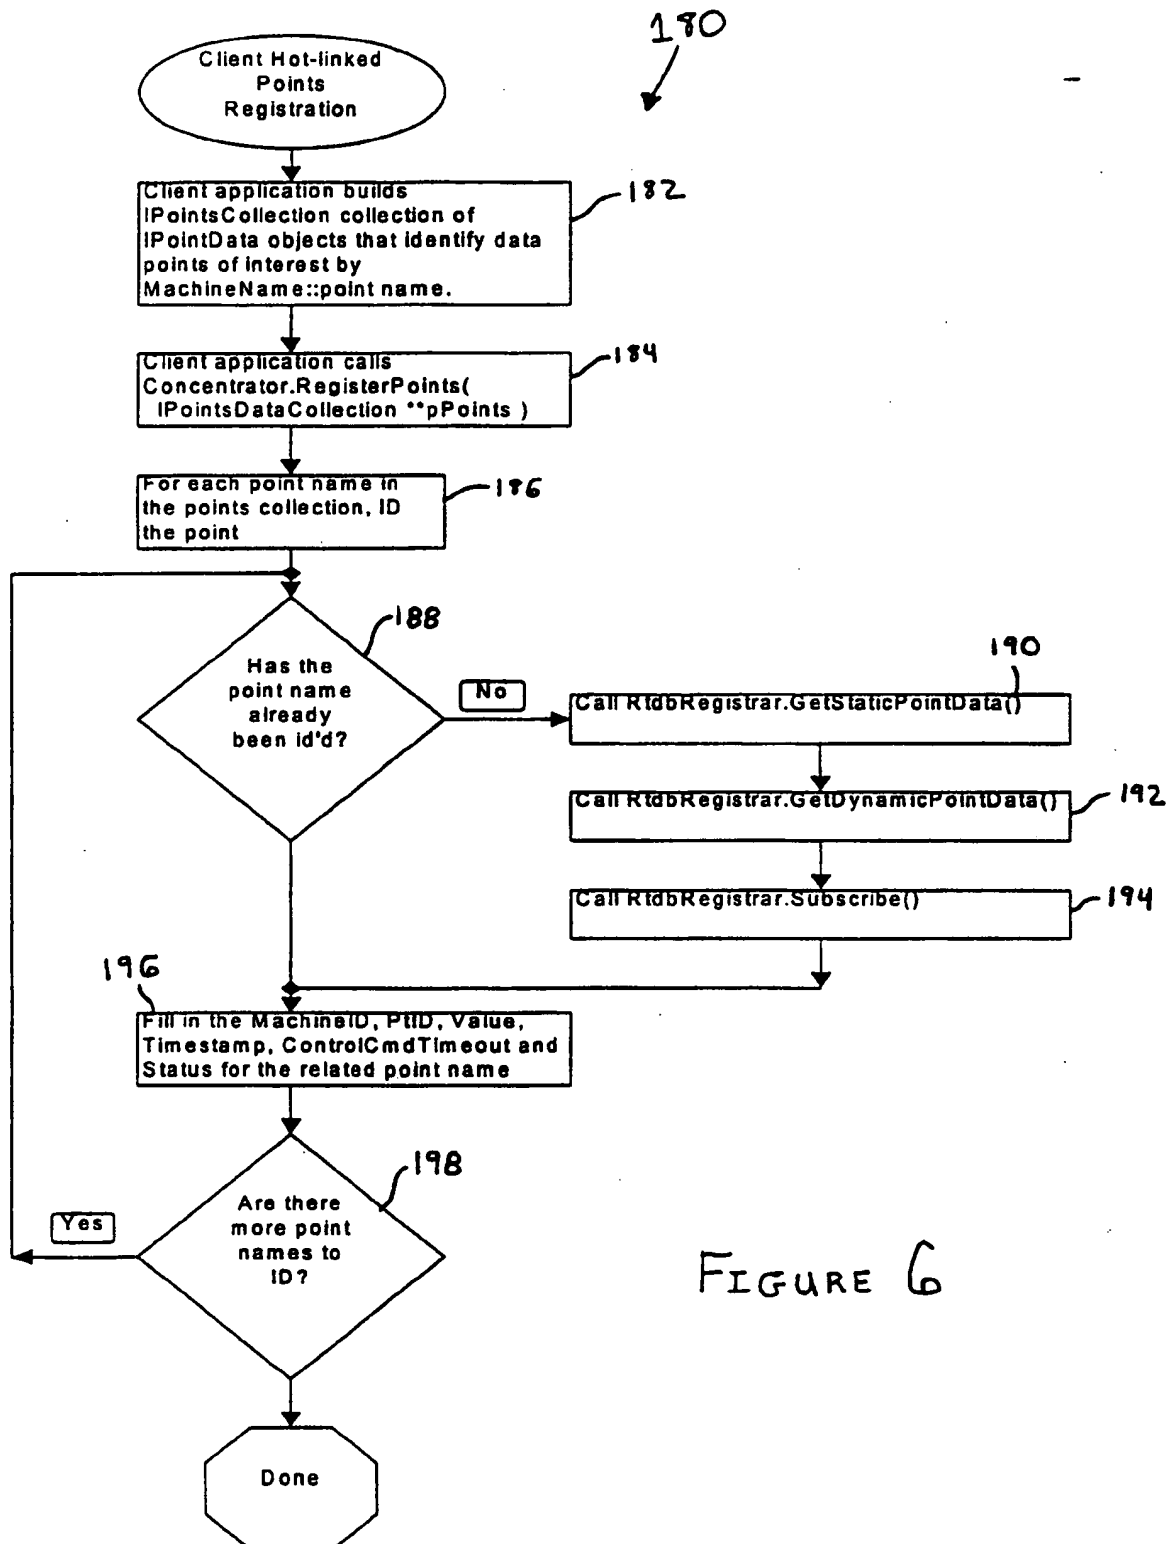 180
Client Hot-linked
Points
Registration
182
Client application builds
IPointsCollection collection of
IPointData objects that identify data
points of interest by
MachineName::point name.
184
Client application calls
Concentrator.RegisterPoints(
IPointsDataCollection **pPoints )
186
For each point name in
the points collection, ID
the point
188
Has the
point name
already
been id'd?
No
190
Call RtdbRegistrar.GetStaticPointData()
Call RtdbRegistrar.GetDynamicPointData()
192
Call RtdbRegistrar.Subscribe()
194
196
Fill in the MachineID, PtID, Value,
Timestamp, ControlCmdTimeout and
Status for the related point name
198
Are there
more point
names to
ID?
Yes
FIGURE 6
Done